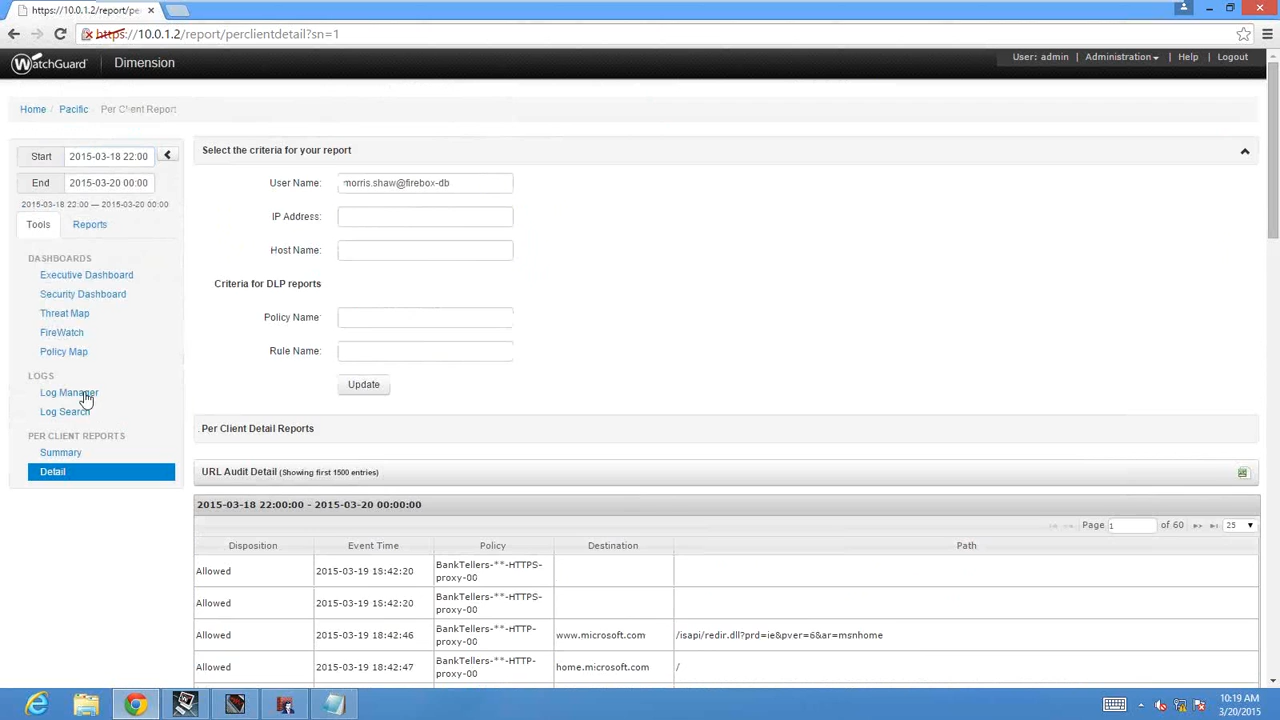 https://10.0.1.2/report/pe
https://10.0.1.2/report/perclientdetail?sn=1
WatchGuard Dimension
User: admin | Administration | Help | Logout
Home / Pacific / Per Client Report
Start 2015-03-18 22:00
End 2015-03-20 00:00
2015-03-18 22:00 — 2015-03-20 00:00
Tools Reports
DASHBOARDS
Executive Dashboard
Security Dashboard
Threat Map
FireWatch
Policy Map
LOGS
Log Manager
Log Search
PER CLIENT REPORTS
Summary
Detail
Select the criteria for your report
User Name: morris.shaw@firebox-db
IP Address:
Host Name:
Criteria for DLP reports
Policy Name:
Rule Name:
Update
Per Client Detail Reports
URL Audit Detail (Showing first 1500 entries)
2015-03-18 22:00:00 - 2015-03-20 00:00:00
Page 1 of 60 25
Disposition Event Time Policy Destination Path
Allowed 2015-03-19 18:42:20 BankTellers-**-HTTPS-
proxy-00
Allowed 2015-03-19 18:42:20 BankTellers-**-HTTPS-
proxy-00
Allowed 2015-03-19 18:42:46 BankTellers-**-HTTP-
proxy-00 www.microsoft.com /isapi/redir.dll?prd=ie&pver=6&ar=msnhome
Allowed 2015-03-19 18:42:47 BankTellers-**-HTTP-
proxy-00 home.microsoft.com /
10:19 AM
3/20/2015